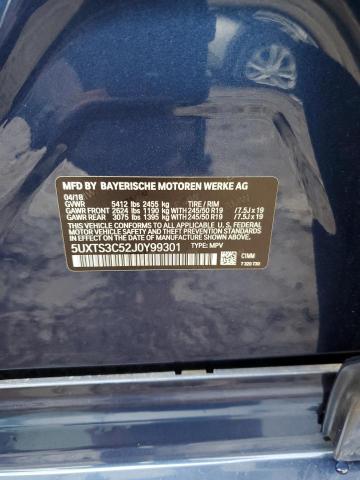 MFD BY BAYERISCHE MOTOREN WERKE AG
04/18
GVWR 5412 lbs 2455 kg TIRE / RIM
GAWR FRONT 2624 lbs 1190 kg WITH 245/50 R19 /7.5J x 19
GAWR REAR 3075 lbs 1395 kg WITH 245/50 R19 /7.5J x 19
THIS VEHICLE CONFORMS TO ALL APPLICABLE U. S. FEDERAL
MOTOR VEHICLE SAFETY AND THEFT PREVENTION STANDARDS
IN EFFECT ON THE DATE OF MANUFACTURE SHOWN ABOVE.
5UXTS3C52J0Y99301 TYPE: MPV
C1MM
7 320 730